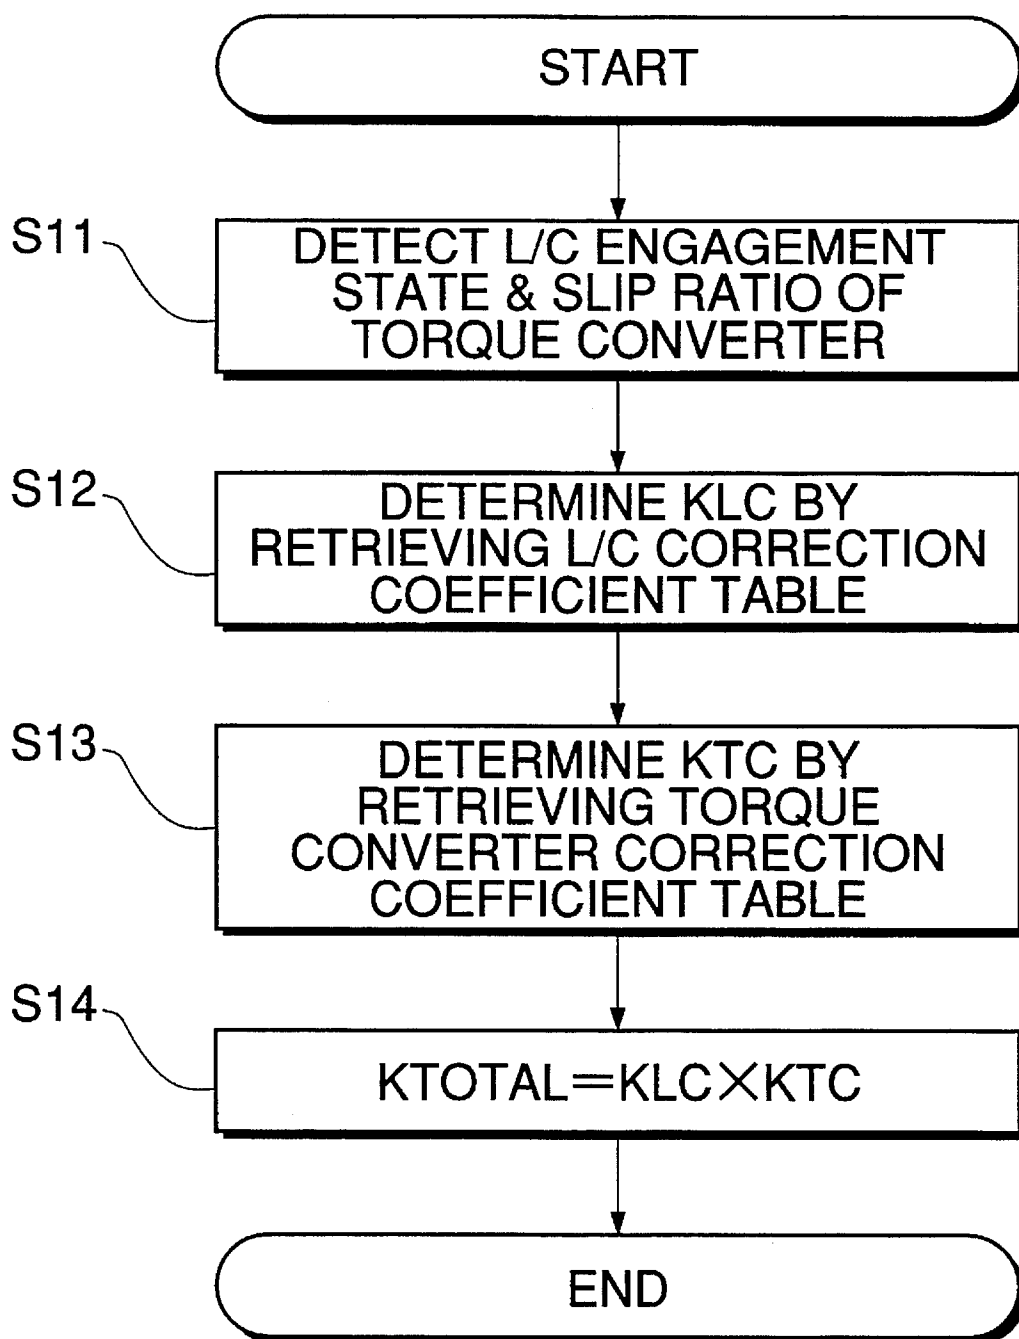 START
S11
DETECT L/C ENGAGEMENT
STATE & SLIP RATIO OF
TORQUE CONVERTER
S12
DETERMINE KLC BY
RETRIEVING L/C CORRECTION
COEFFICIENT TABLE
S13
DETERMINE KTC BY
RETRIEVING TORQUE
CONVERTER CORRECTION
COEFFICIENT TABLE
S14
KTOTAL=KLC×KTC
END